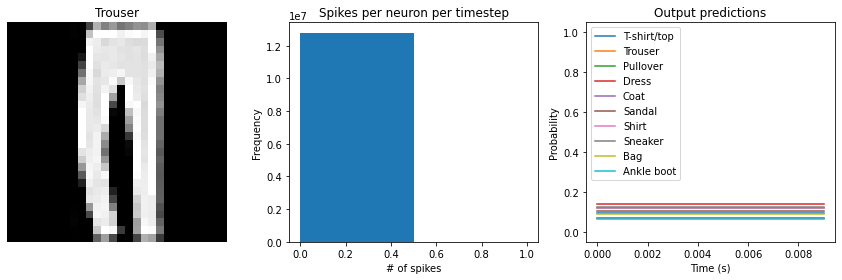 Trouser
Spikes per neuron per timestep
1e7
1.2
1.0
0.8
0.6
0.4
0.2
0.0
Frequency
0.0 0.2 0.4 0.6 0.8 1.0
# of spikes
Output predictions
1.0
0.8
0.6
0.4
0.2
0.0
Probability
T-shirt/top
Trouser
Pullover
Dress
Coat
Sandal
Shirt
Sneaker
Bag
Ankle boot
0.000 0.002 0.004 0.006 0.008
Time (s)